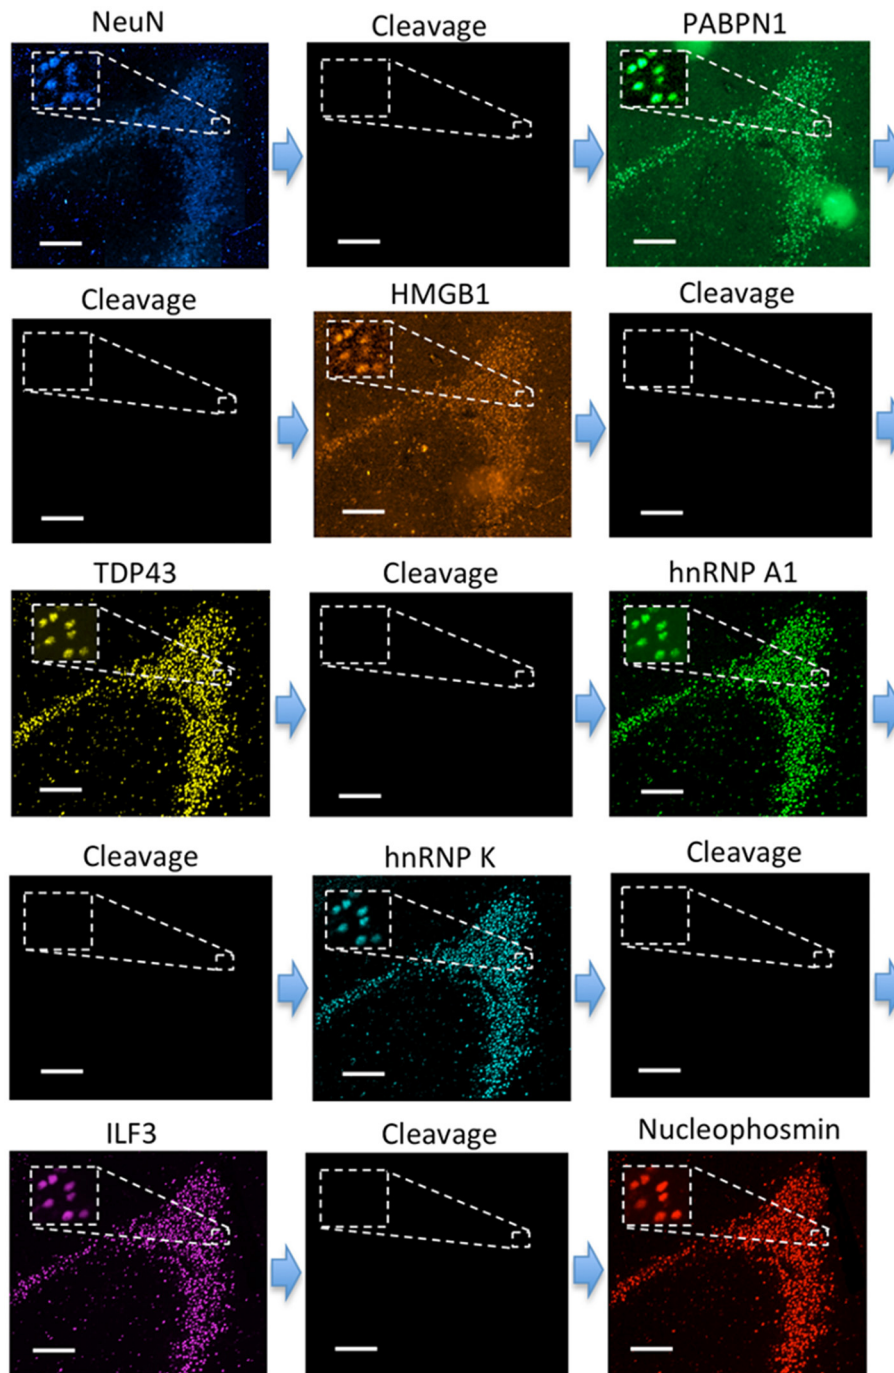 NeuN
Cleavage
PABPN1
Cleavage
HMGB1
Cleavage
TDP43
Cleavage
hnRNP A1
Cleavage
hnRNP K
Cleavage
ILF3
Cleavage
Nucleophosmin